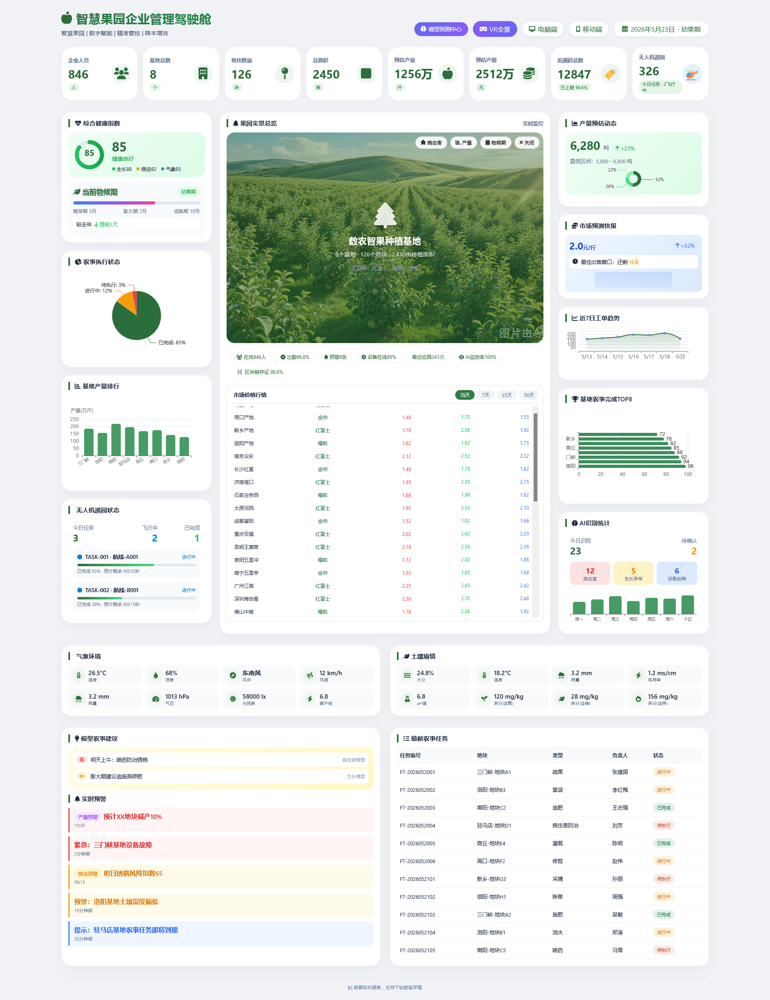 智慧果园企业管理驾驶舱
智慧果园 | 数字赋能 | 精准管控 | 降本增效
模型预测中心
VR全景
电脑端
移动端
2026年5月23日 · 幼果期
企业人员
846
人
基地总数
8
个
地块数量
126
块
总面积
2450
亩
预估产量
1256万
斤
预估产值
2512万
元
追溯码总数
12847
已上链 98.6%
无人机巡园
326
今日任务 · 2飞行
中
综合健康指数
85
85
健康良好
生长88 病虫82 气象85
当前物候期
幼果期
萌芽期 3月 膨大期 7月 成熟期 10月
较去年 提前3天
农事执行状态
待执行: 3%
进行中: 12%
已完成: 85%
基地产量排行
产量(万斤)
250
200
150
100
50
0
三门峡 洛阳 南阳 驻马店 商丘 周口 新乡 信阳
无人机巡园状态
今日任务 飞行中 已完成
3 2 1
TASK-001 · 航线-A001 进行中
已完成 65% · 预计剩余 4分32秒
TASK-002 · 航线-B001 进行中
已完成 38% · 预计剩余 8分15秒
果园实景总览
实时监控
病虫害
产量
物候期
关闭
数农智果种植基地
8个基地 · 126个地块 · 2,450亩种植面积
主品种：红富士、嘎啦、金帅
图片由AI
在岗846人
出勤96.8%
预警8条
设备在线89%
最近巡园241次
AI监控率100%
区块链存证 98.6%
市场价格行情
当天 7天 15天 30天
周口产地 金帅 1.40 1.70 1.55
新乡产地 红富士 1.78 2.08 1.92
信阳产地 嘎啦 1.62 1.92 1.75
南京众彩 红富士 2.12 2.52 2.32
长沙红星 金帅 1.48 1.78 1.62
济南堤口 红富士 1.95 2.35 2.15
石家庄桥西 嘎啦 1.68 1.98 1.82
太原河西 红富士 1.92 2.32 2.10
成都濛阳 金帅 1.52 1.82 1.66
重庆双福 红富士 2.02 2.42 2.20
昆明王旗营 红富士 2.18 2.58 2.36
贵阳五里冲 嘎啦 1.72 2.02 1.86
南宁五里亭 金帅 1.55 1.85 1.68
广州江南 红富士 2.25 2.65 2.42
深圳海吉星 红富士 2.30 2.70 2.48
佛山中南 嘎啦 1.78 2.08 1.92
产量预估动态
6,280 吨 +2.5%
置信区间：5,800 - 6,800 吨
22%
52%
26%
市场预测快报
2.0元/斤
+3.2%
最佳出售窗口：还剩 15天
近7日工单趋势
250
200
150
100
50
5/13 5/14 5/15 5/16 5/17 5/18 今日
基地农事完成TOP8
72
新乡 78
82
商丘 85
88
门峡 92
94
南阳 98
0 20 40 60 80 100
AI识别统计
今日识别 待确认
23 2
12
病虫害
5
生长异常
6
设备故障
周一 周二 周三 周四 周五 周六 今日
气象环境
26.5°C
温度
68%
湿度
东南风
风向
12 km/h
风速
3.2 mm
雨量
1013 hPa
气压
58000 lx
光照度
6.8
紫外线
土壤墒情
24.8%
水分
18.2°C
温度
3.2 mm
雨量
1.2 ms/cm
电导率
6.8
pH值
120 mg/kg
养分(含氮)
28 mg/kg
养分(含磷)
156 mg/kg
养分(含钾)
模型农事建议
高 明天上午：喷药防治锈病 病虫害模型
中 膨大期建议追施高钾肥 生长模型
实时预警
产量预警 预计XX地块减产10%
10:30
紧急：三门峡基地设备故障
2分钟前
病虫预警 明日锈病风险指数65
09:15
预警：洛阳基地土壤湿度偏低
15分钟前
提示：驻马店基地农事任务即将到期
32分钟前
最新农事任务
任务编号 地块 类型 负责人 状态
FT-2026052001 三门峡-地块A1 疏果 张建国 进行中
FT-2026052002 洛阳-地块B3 套袋 李红梅 进行中
FT-2026052003 南阳-地块C2 追肥 王志强 已完成
FT-2026052004 驻马店-地块D1 病虫害防治 刘芳 待执行
FT-2026052005 商丘-地块E4 灌溉 陈明 已完成
FT-2026052006 周口-地块F2 修剪 赵伟 进行中
FT-2026052101 新乡-地块G3 采摘 孙丽 待执行
FT-2026052102 信阳-地块H1 除草 周强 进行中
FT-2026052103 三门峡-地块A2 施肥 吴敏 已完成
FT-2026052104 洛阳-地块B1 浇水 郑涛 进行中
FT-2026052105 南阳-地块C5 喷药 冯雪 待执行
数据实时更新，支持下钻查看详情